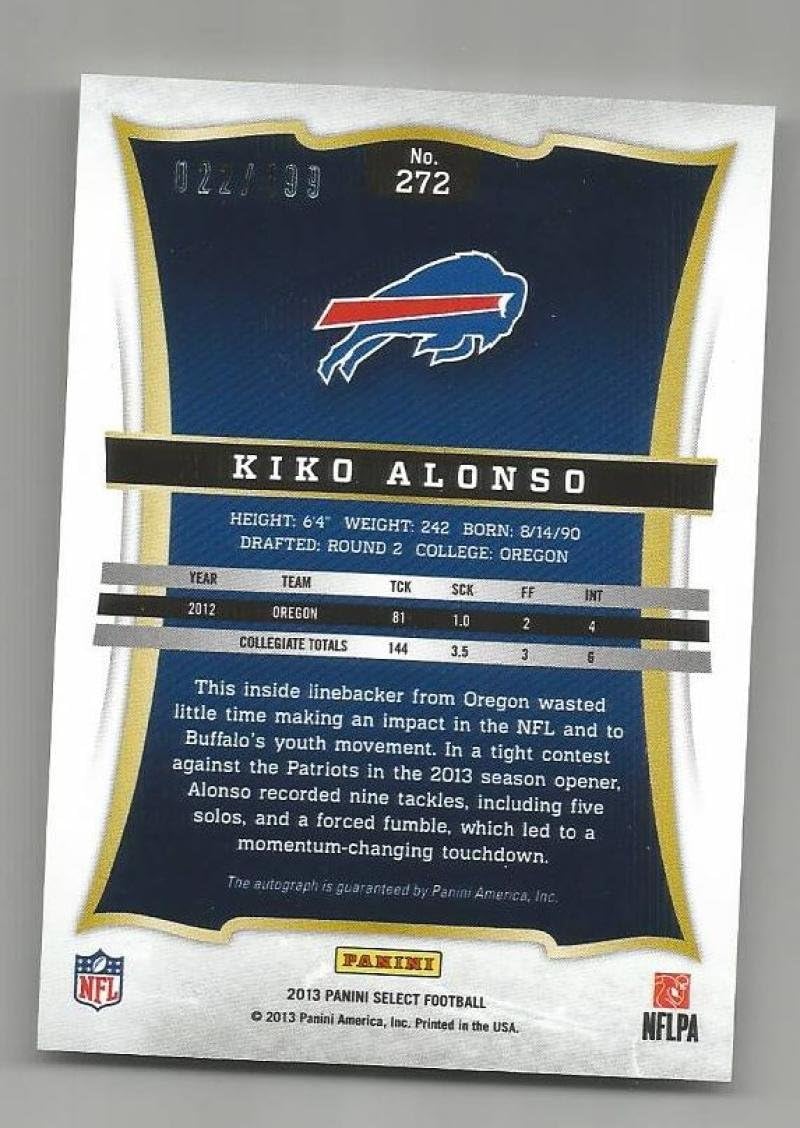 No.
272
KIKO ALONSO
HEIGHT: 6'4" WEIGHT: 242 BORN: 8/14/90
DRAFTED: ROUND 2 COLLEGE: OREGON
YEAR TEAM TCK SCK FF INT
2012 OREGON 81 1.0 2 4
COLLEGIATE TOTALS 144 3.5 3 6
This inside linebacker from Oregon wasted
little time making an impact in the NFL and to
Buffalo's youth movement. In a tight contest
against the Patriots in the 2013 season opener,
Alonso recorded nine tackles, including five
solos, and a forced fumble, which led to a
momentum-changing touchdown.
The autograph is guaranteed by Panini America, Inc.
PANINI
NFL
2013 PANINI SELECT FOOTBALL
© 2013 Panini America, Inc. Printed in the USA.
NFLPA